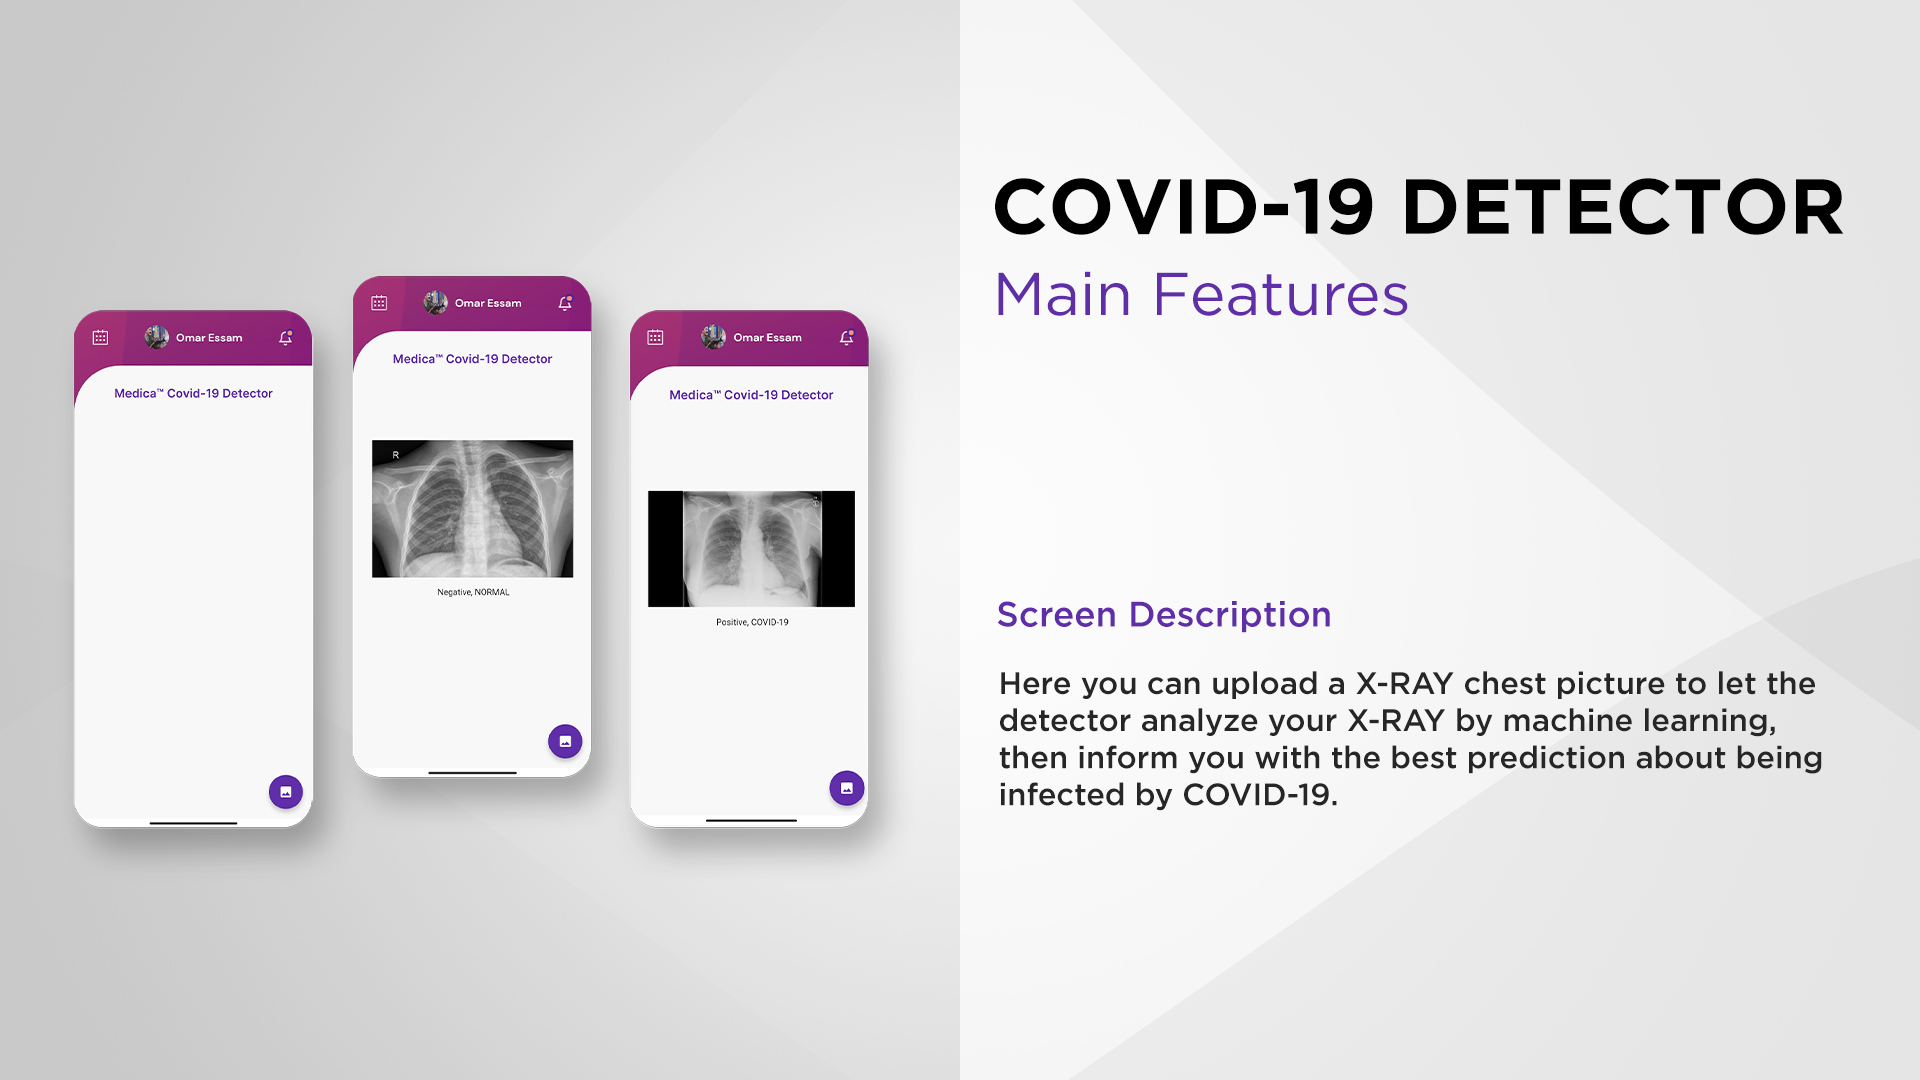 COVID-19 DETECTOR
Main Features
Omar Essam
Medica™ Covid-19 Detector
Omar Essam
Medica™ Covid-19 Detector
R
Negative, NORMAL
Omar Essam
Medica™ Covid-19 Detector
Positive, COVID-19
Screen Description
Here you can upload a X-RAY chest picture to let the
detector analyze your X-RAY by machine learning,
then inform you with the best prediction about being
infected by COVID-19.